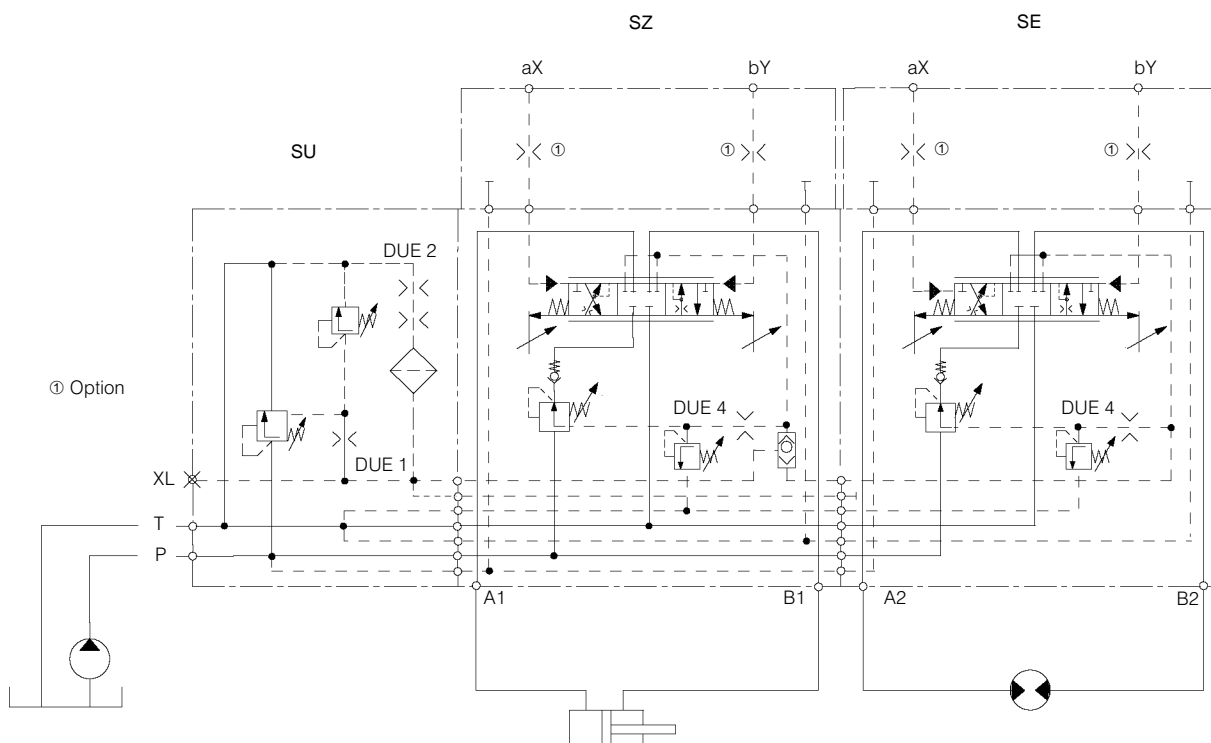 SZ
SE
aX
bY
aX
bY
SU
①
①
①
①
DUE 2
① Option
DUE 4
DUE 4
XL
DUE 1
T
P
A1
B1
A2
B2